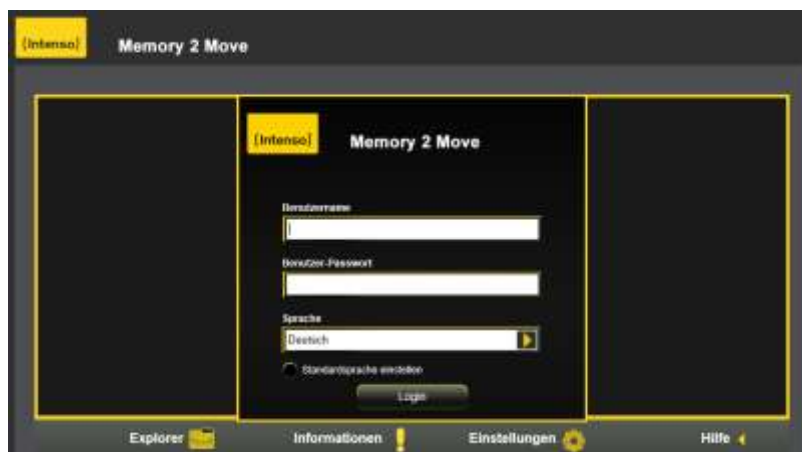 (Intenso)
Memory 2 Move
(Intenso)
Memory 2 Move
Benutzername
Benutzer-Passwort
Sprache
Deutsch
Standardsprache einstellen
Login
Explorer
Informationen
Einstellungen
Hilfe